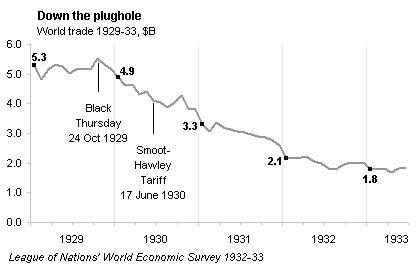 Down the plughole
World trade 1929-33, $B
6.0
5.0
4.0
3.0
2.0
1.0
0.0
5.3
4.9
3.3
2.1
1.8
Black
Thursday
24 Oct 1929
Smoot-
Hawley
Tariff
17 June 1930
1929 1930 1931 1932 1933
League of Nations' World Economic Survey 1932-33